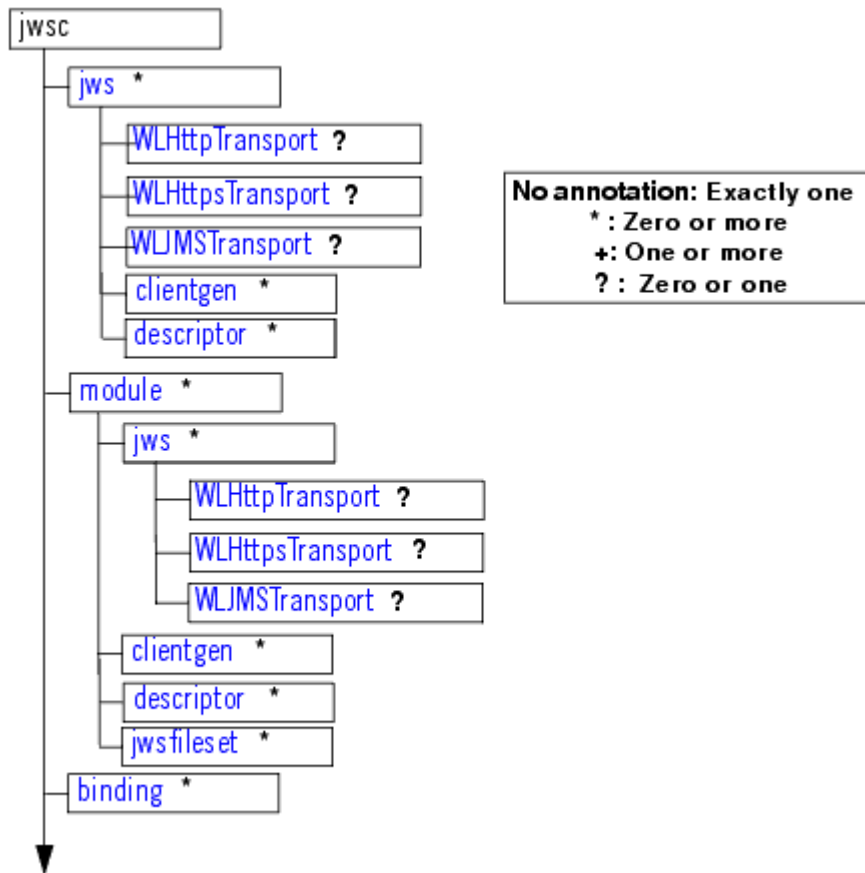 jwsc
jws *
WLHttpTransport ?
WLHttpsTransport ?
WLJMSTransport ?
clientgen *
descriptor *
module *
jws *
WLHttpTransport ?
WLHttpsTransport ?
WLJMSTransport ?
clientgen *
descriptor *
jwsfileset *
binding *
No annotation: Exactly one
* : Zero or more
+: One or more
? : Zero or one